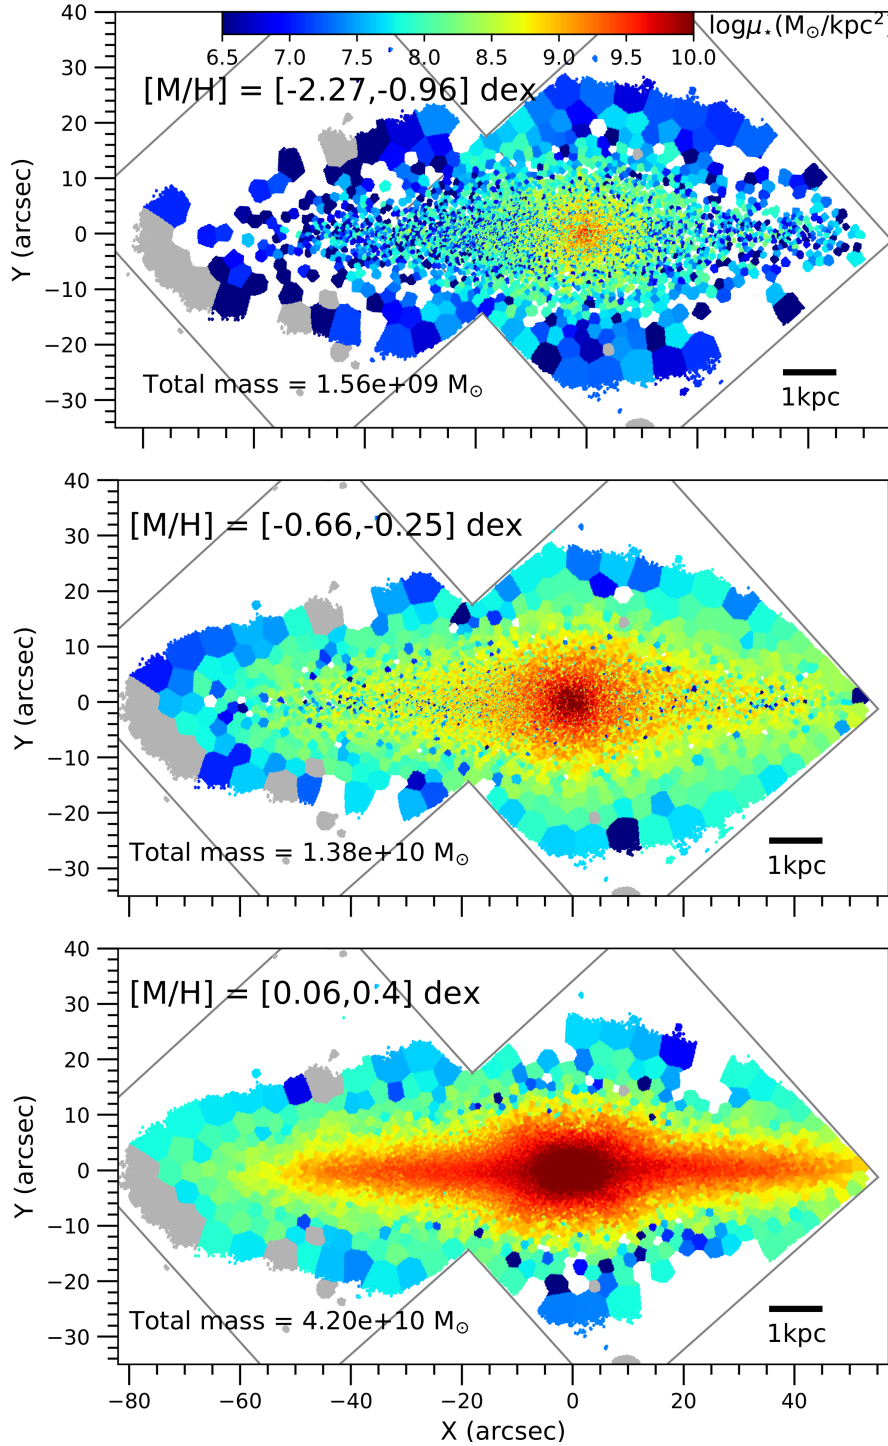 logμ⋆(M⊙/kpc²)
6.5 7.0 7.5 8.0 8.5 9.0 9.5 10.0
[M/H] = [-2.27,-0.96] dex
40
30
20
10
0
−10
−20
−30
Y (arcsec)
Total mass = 1.56e+09 M⊙
1kpc
[M/H] = [-0.66,-0.25] dex
40
30
20
10
0
−10
−20
−30
Y (arcsec)
Total mass = 1.38e+10 M⊙
1kpc
[M/H] = [0.06,0.4] dex
40
30
20
10
0
−10
−20
−30
Y (arcsec)
Total mass = 4.20e+10 M⊙
1kpc
−80 −60 −40 −20 0 20 40
X (arcsec)